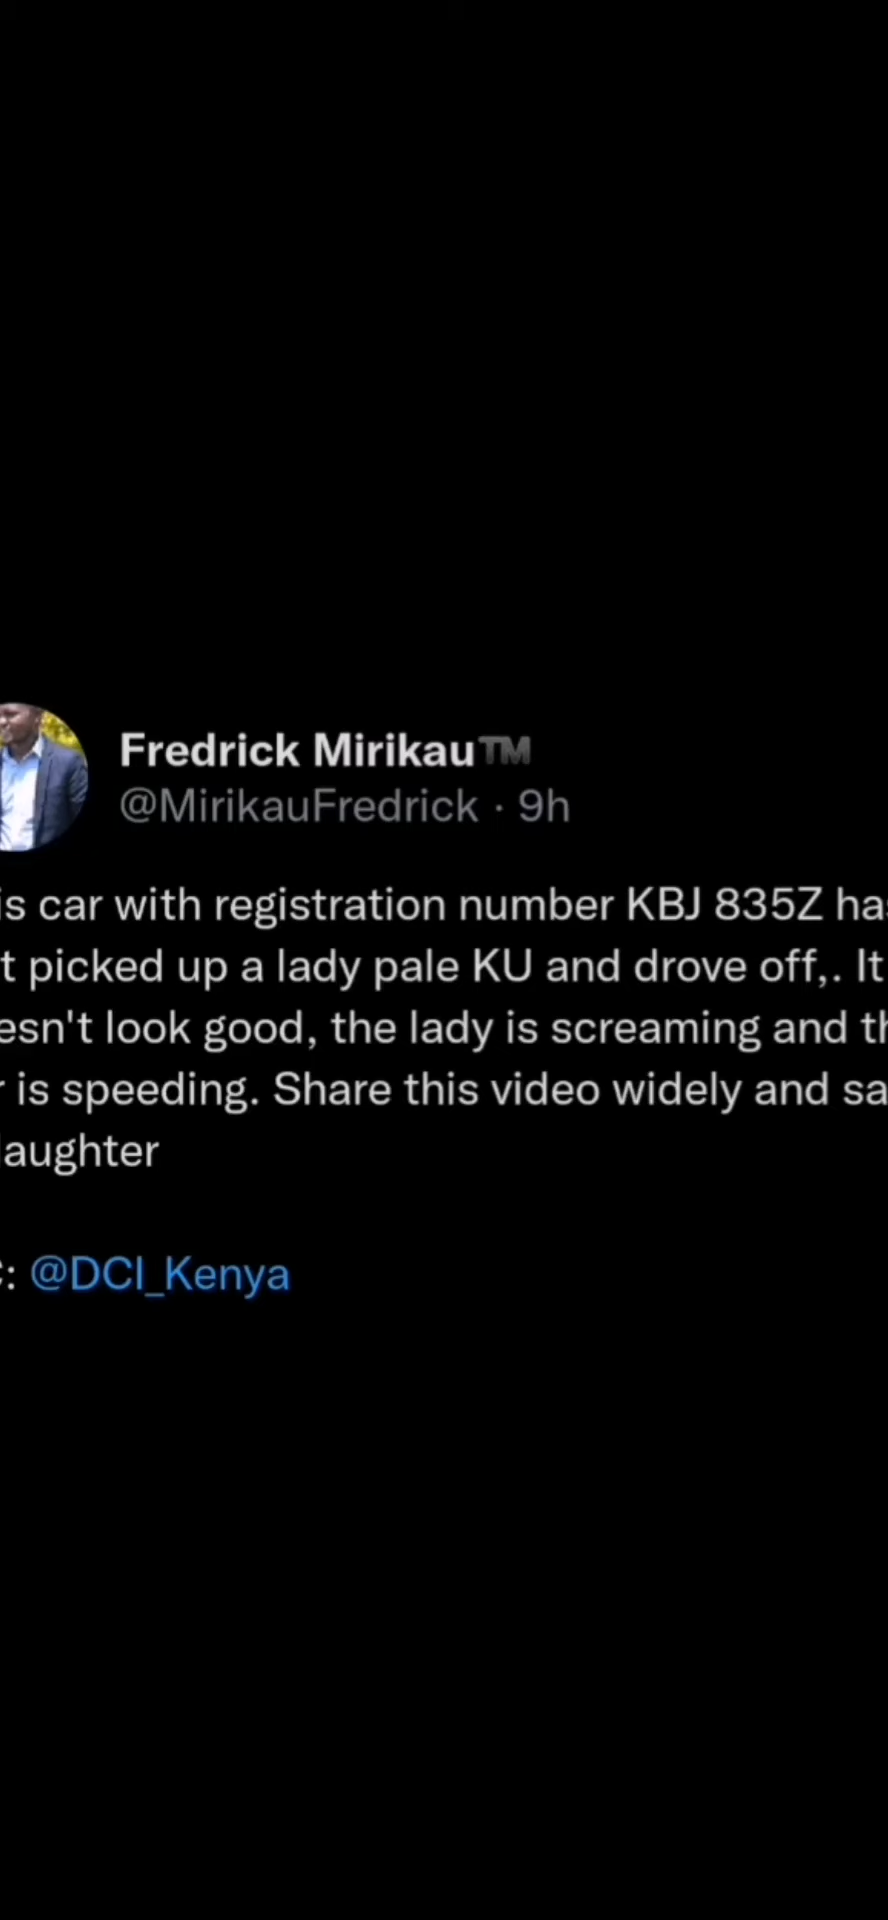 Fredrick Mirikau™
@MirikauFredrick · 9h
is car with registration number KBJ 835Z has
t picked up a lady pale KU and drove off,. It
esn't look good, the lady is screaming and th
r is speeding. Share this video widely and sa
laughter
: @DCI_Kenya